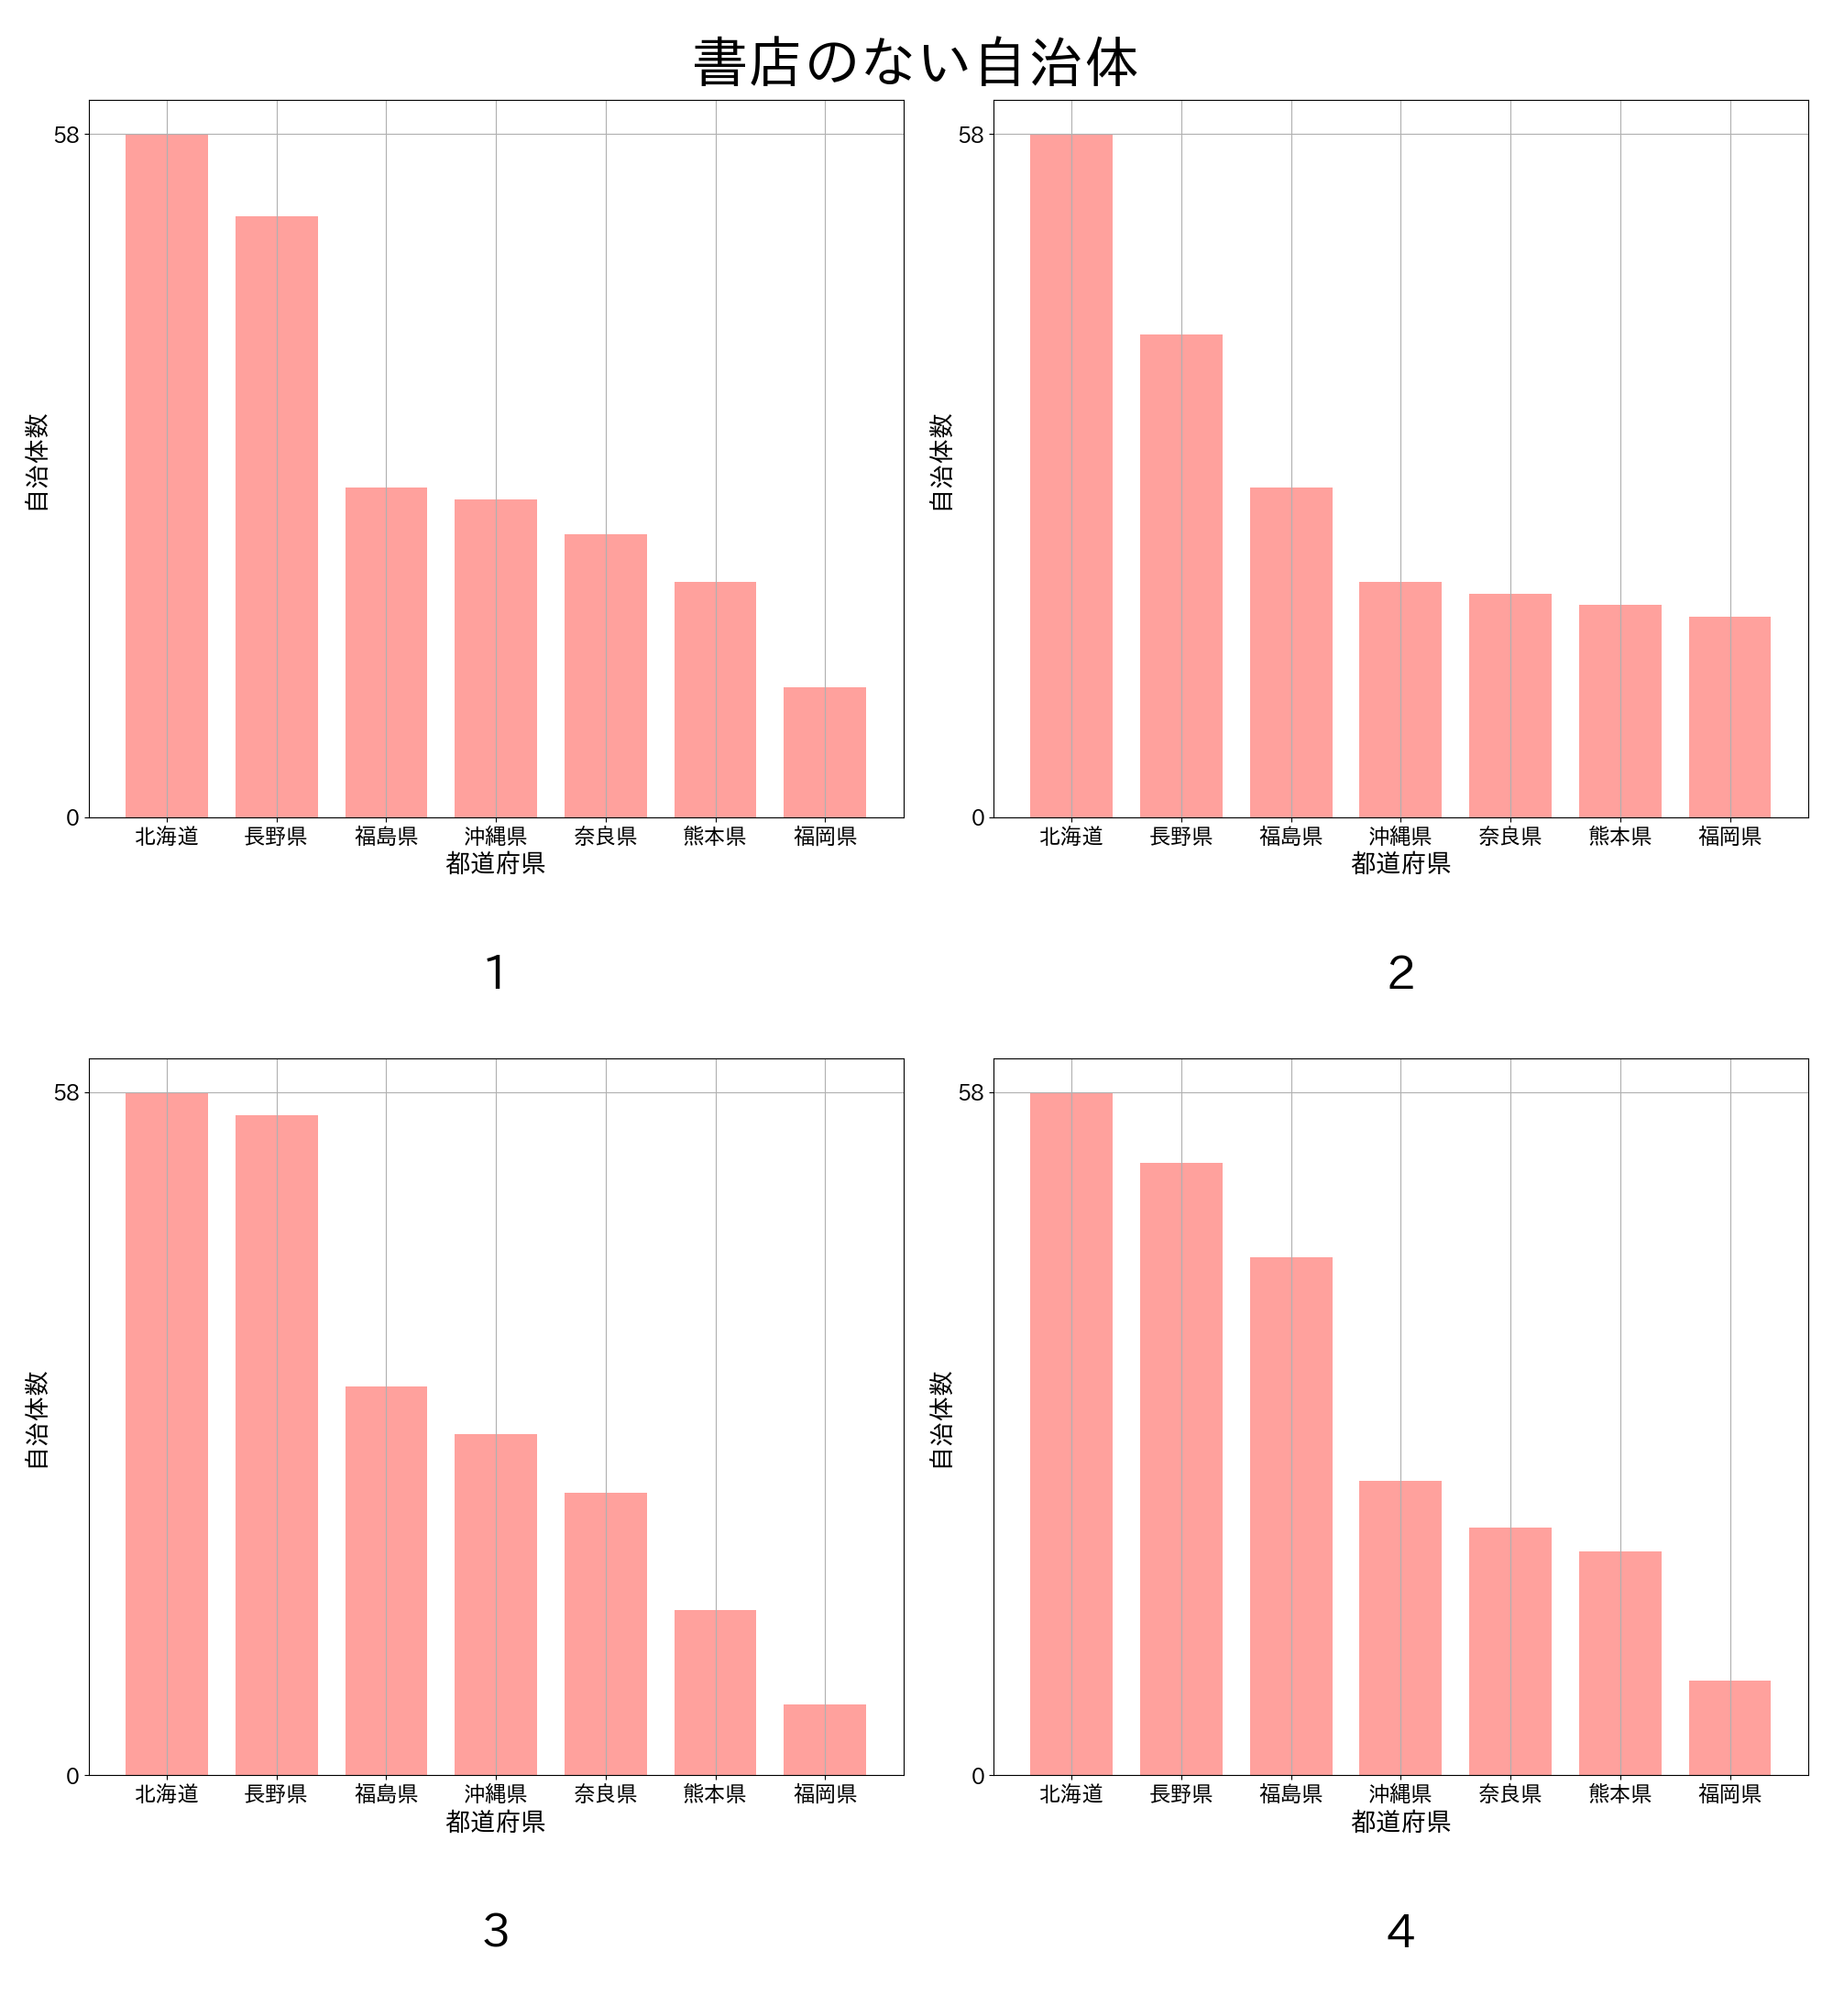 書店のない自治体
58
0
自治体数
北海道 長野県 福島県 沖縄県 奈良県 熊本県 福岡県
都道府県
1
58
0
自治体数
北海道 長野県 福島県 沖縄県 奈良県 熊本県 福岡県
都道府県
2
58
0
自治体数
北海道 長野県 福島県 沖縄県 奈良県 熊本県 福岡県
都道府県
3
58
0
自治体数
北海道 長野県 福島県 沖縄県 奈良県 熊本県 福岡県
都道府県
4